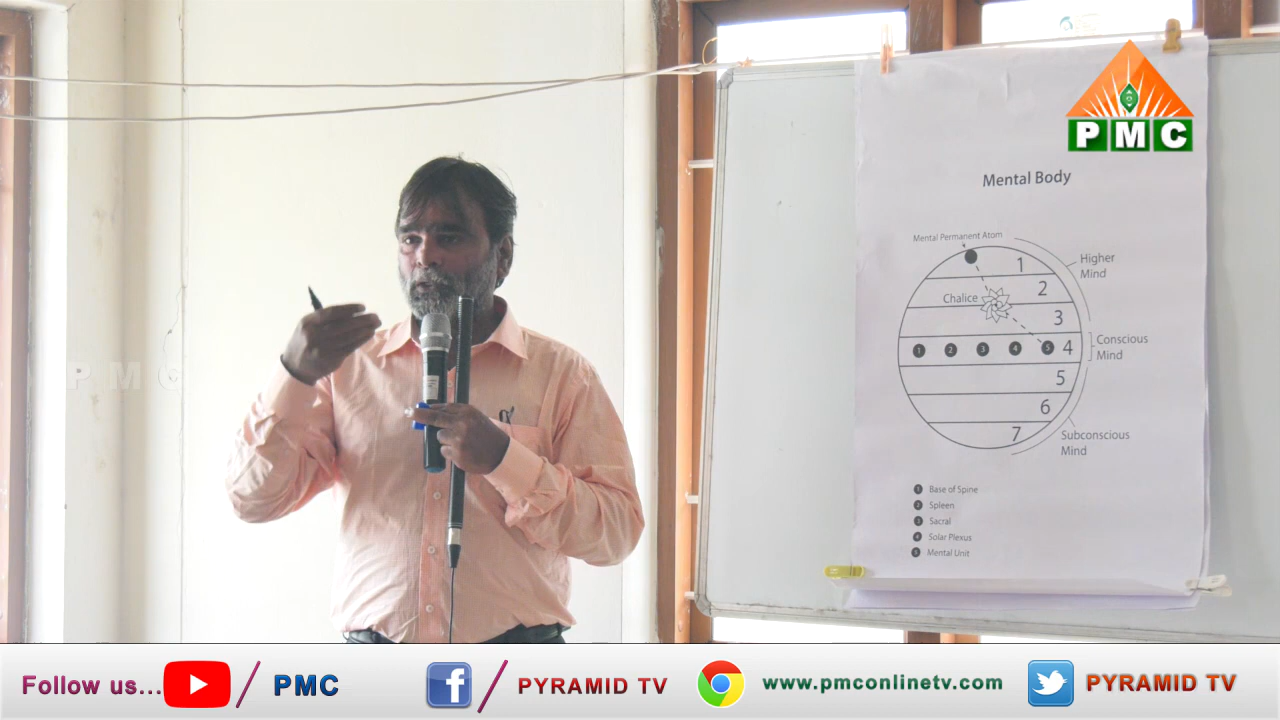 PMC
Mental Body
Mental Permanent Atom
1
Higher
Mind
2
Chalice
3
1 2 3 4 5 4
Conscious
Mind
5
6
7
Subconscious
Mind
1 Base of Spine
2 Spleen
3 Sacral
4 Solar Plexus
5 Mental Unit
PMC
Follow us... PMC PYRAMID TV www.pmconlinetv.com PYRAMID TV